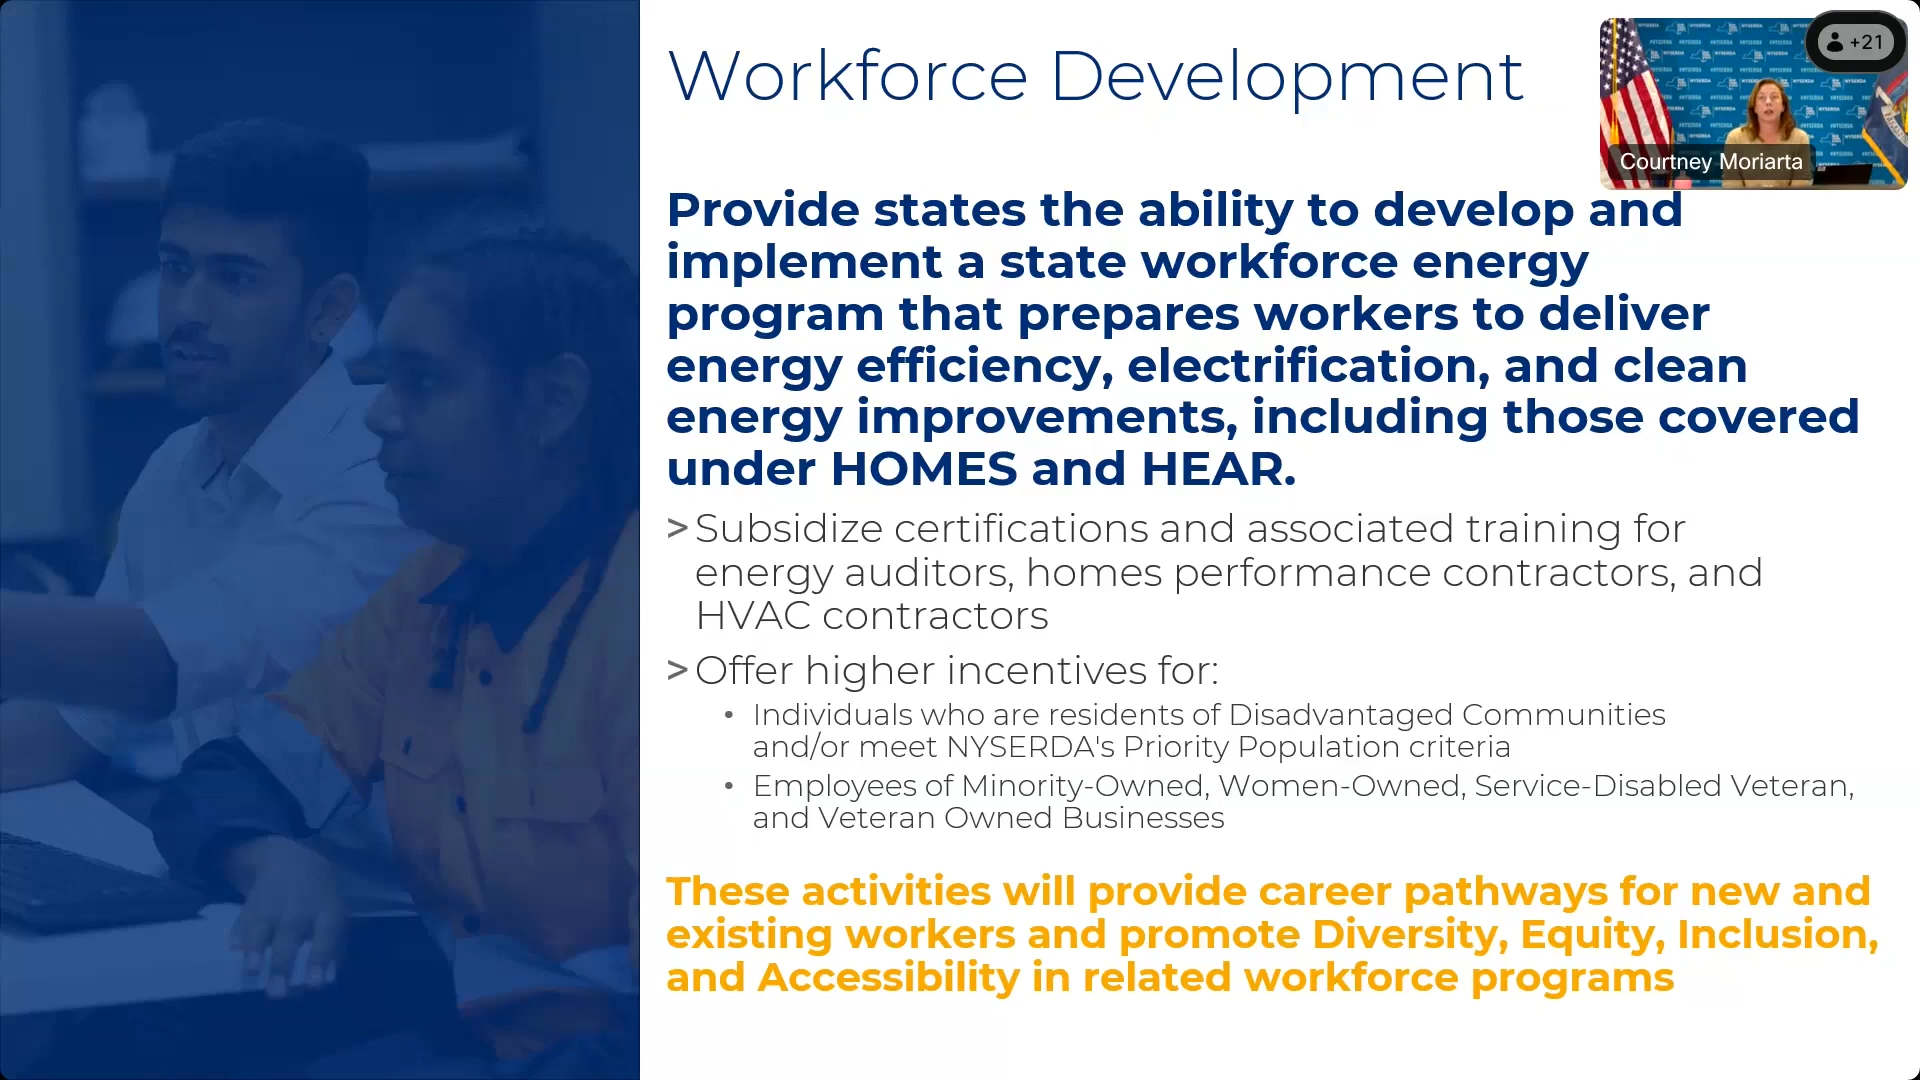 Workforce Development
+21
Courtney Moriarta
Provide states the ability to develop and
implement a state workforce energy
program that prepares workers to deliver
energy efficiency, electrification, and clean
energy improvements, including those covered
under HOMES and HEAR.
> Subsidize certifications and associated training for
energy auditors, homes performance contractors, and
HVAC contractors
> Offer higher incentives for:
• Individuals who are residents of Disadvantaged Communities
and/or meet NYSERDA's Priority Population criteria
• Employees of Minority-Owned, Women-Owned, Service-Disabled Veteran,
and Veteran Owned Businesses
These activities will provide career pathways for new and
existing workers and promote Diversity, Equity, Inclusion,
and Accessibility in related workforce programs